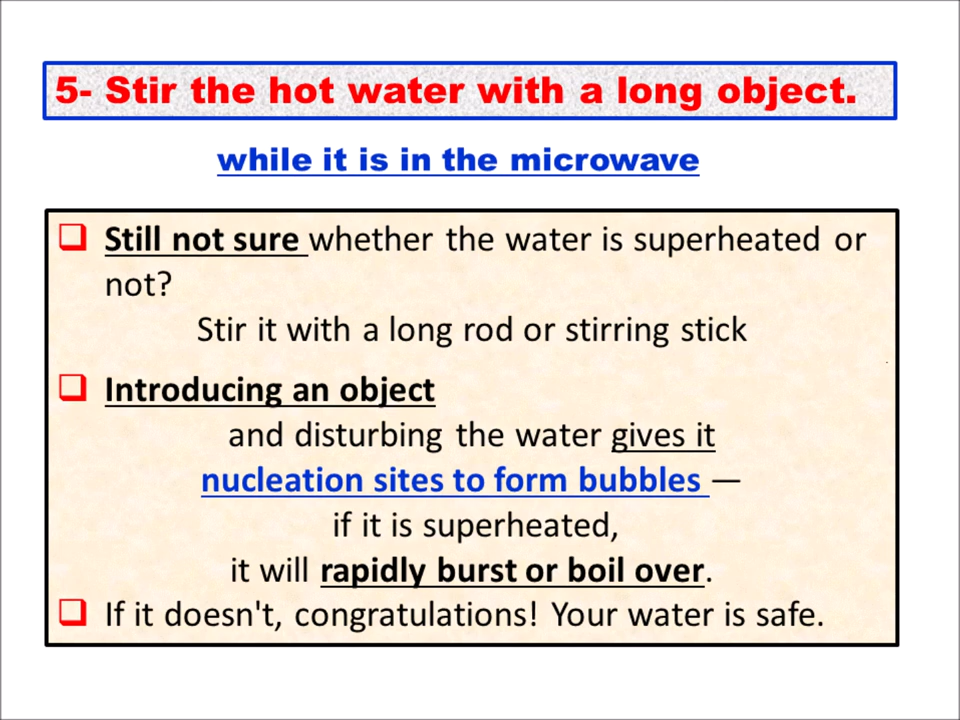 5- Stir the hot water with a long object.
while it is in the microwave
Still not sure whether the water is superheated or
not?
Stir it with a long rod or stirring stick
Introducing an object
and disturbing the water gives it
nucleation sites to form bubbles —
if it is superheated,
it will rapidly burst or boil over.
If it doesn't, congratulations! Your water is safe.